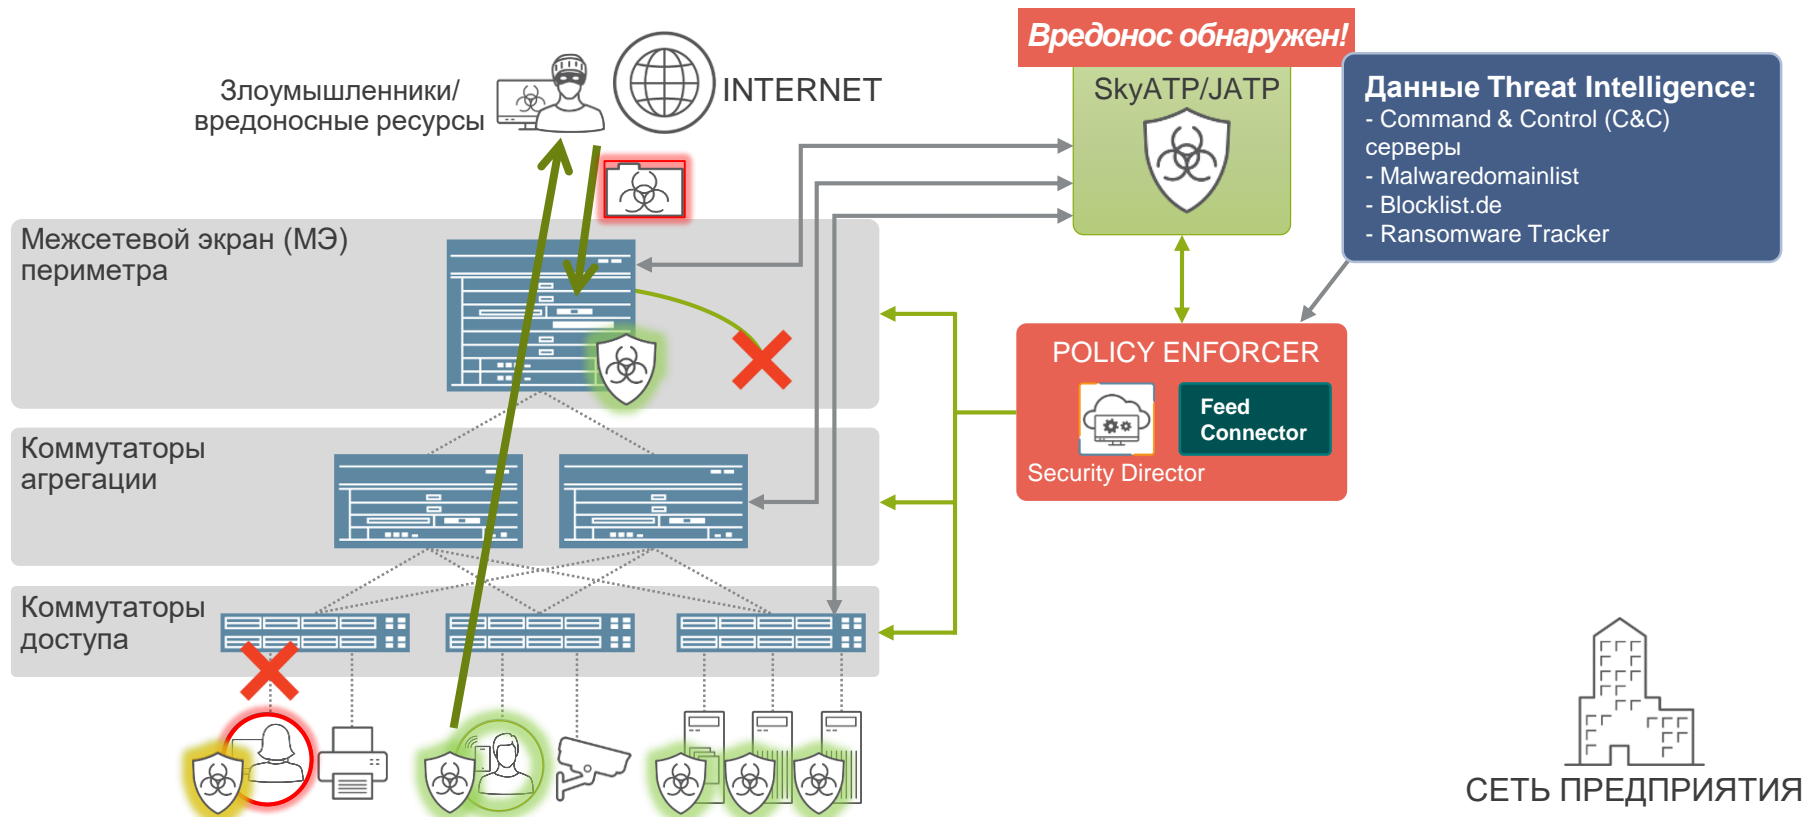 Вредонос обнаружен!
Злоумышленники/
вредоносные ресурсы
INTERNET
SkyATP/JATP
Данные Threat Intelligence:
- Command & Control (C&C)
серверы
- Malwaredomainlist
- Blocklist.de
- Ransomware Tracker
Межсетевой экран (МЭ)
периметра
POLICY ENFORCER
Feed
Connector
Security Director
Коммутаторы
агрегации
Коммутаторы
доступа
СЕТЬ ПРЕДПРИЯТИЯ